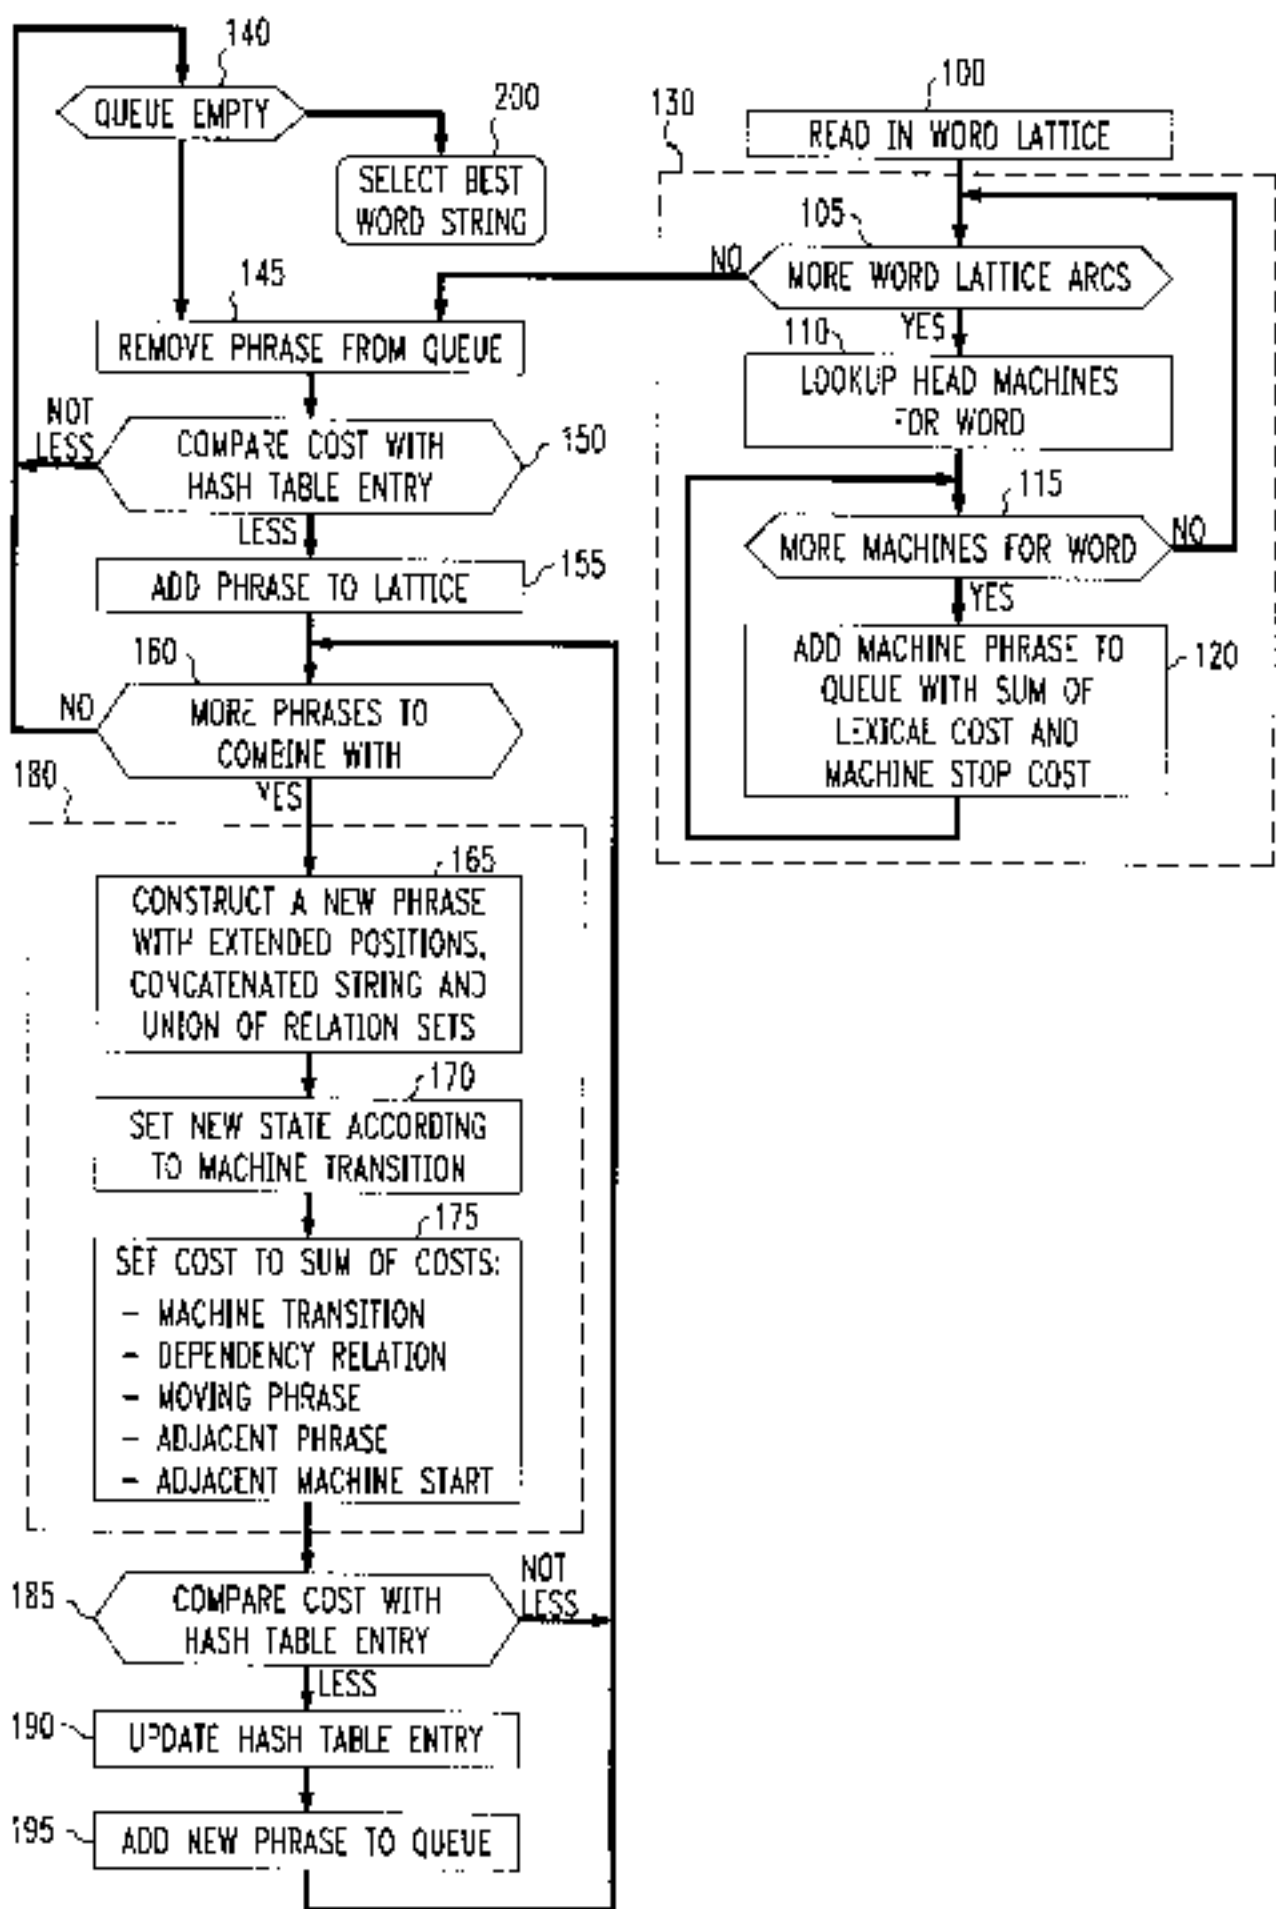 140
QUEUE EMPTY
200
SELECT BEST
WORD STRING
100
READ IN WORD LATTICE
130
105
MORE WORD LATTICE ARCS
NO
YES
110
LOOKUP HEAD MACHINES
FOR WORD
115
MORE MACHINES FOR WORD
NO
YES
ADD MACHINE PHRASE TO
QUEUE WITH SUM OF
LEXICAL COST AND
MACHINE STOP COST
120
145
REMOVE PHRASE FROM QUEUE
NOT
LESS
COMPARE COST WITH
HASH TABLE ENTRY
150
LESS
ADD PHRASE TO LATTICE
155
160
NO
MORE PHRASES TO
COMBINE WITH
180
YES
165
CONSTRUCT A NEW PHRASE
WITH EXTENDED POSITIONS,
CONCATENATED STRING AND
UNION OF RELATION SETS
170
SET NEW STATE ACCORDING
TO MACHINE TRANSITION
175
SET COST TO SUM OF COSTS:
- MACHINE TRANSITION
- DEPENDENCY RELATION
- MOVING PHRASE
- ADJACENT PHRASE
- ADJACENT MACHINE START
185
COMPARE COST WITH
HASH TABLE ENTRY
NOT
LESS
LESS
190
UPDATE HASH TABLE ENTRY
195
ADD NEW PHRASE TO QUEUE